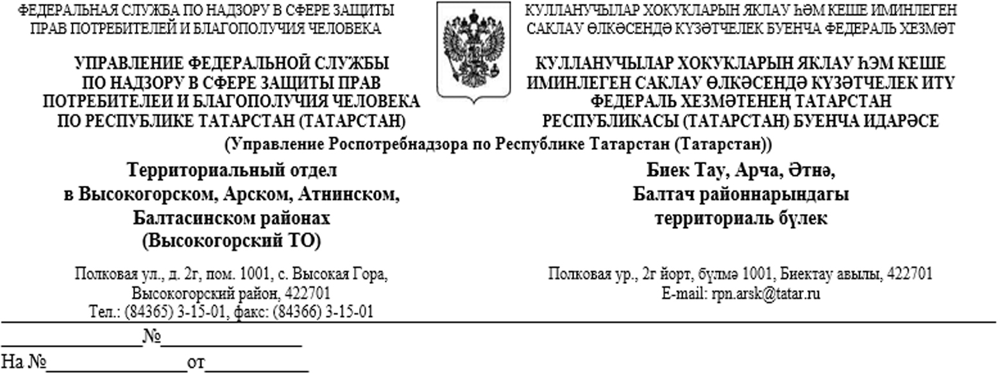 ФЕДЕРАЛЬНАЯ СЛУЖБА ПО НАДЗОРУ В СФЕРЕ ЗАЩИТЫ
ПРАВ ПОТРЕБИТЕЛЕЙ И БЛАГОПОЛУЧИЯ ЧЕЛОВЕКА
УПРАВЛЕНИЕ ФЕДЕРАЛЬНОЙ СЛУЖБЫ
ПО НАДЗОРУ В СФЕРЕ ЗАЩИТЫ ПРАВ
ПОТРЕБИТЕЛЕИ И БЛАГОПОЛУЧИЯ ЧЕЛОВЕКА
ПО РЕСПУБЛИКЕ ТАТАРСТАН (ТАТАРСТАН)
КУЛЛАНУЧЫЛАР ХОКУКЛАРЫН ЯКЛАУ ҺӘМ КЕШЕ ИМИНЛЕГЕН
САКЛАУ ӨЛКӘСЕНДӘ КҮЗӘТЧЕЛЕК БУЕНЧА ФЕДЕРАЛЬ ХЕЗМӘТ
КУЛЛАНУЧЫЛАР ХОКУКЛАРЫН ЯКЛАУ ҺЭМ КЕШЕ
ИМИНЛЕГЕН САКЛАУ ӨЛКӘСЕНДӘ КҮЗӘТЧЕЛЕК ИТҮ
ФЕДЕРАЛЬ ХЕЗМӘТЕНЕҢ ТАТАРСТАН
РЕСПУБЛИКАСЫ (ТАТАРСТАН) БУЕНЧА ИДАРӘСЕ
(Управление Роспотребнадзора по Республике Татарстан (Татарстан))
Территориальный отдел
в Высокогорском, Арском, Атнинском,
Балтасинском районах
(Высокогорский ТО)
Биек Тау, Арча, Әтнә,
Балтач районнарындагы
территориаль бүлек
Полковая ул., д. 2г, пом. 1001, с. Высокая Гора,
Высокогорский район, 422701
Тел.: (84365) 3-15-01, факс: (84366) 3-15-01
Полковая ур., 2г йорт, бүлмә 1001, Биектау авылы, 422701
E-mail: rpn.arsk@tatar.ru
_______________№_______________
На №_______________от___________